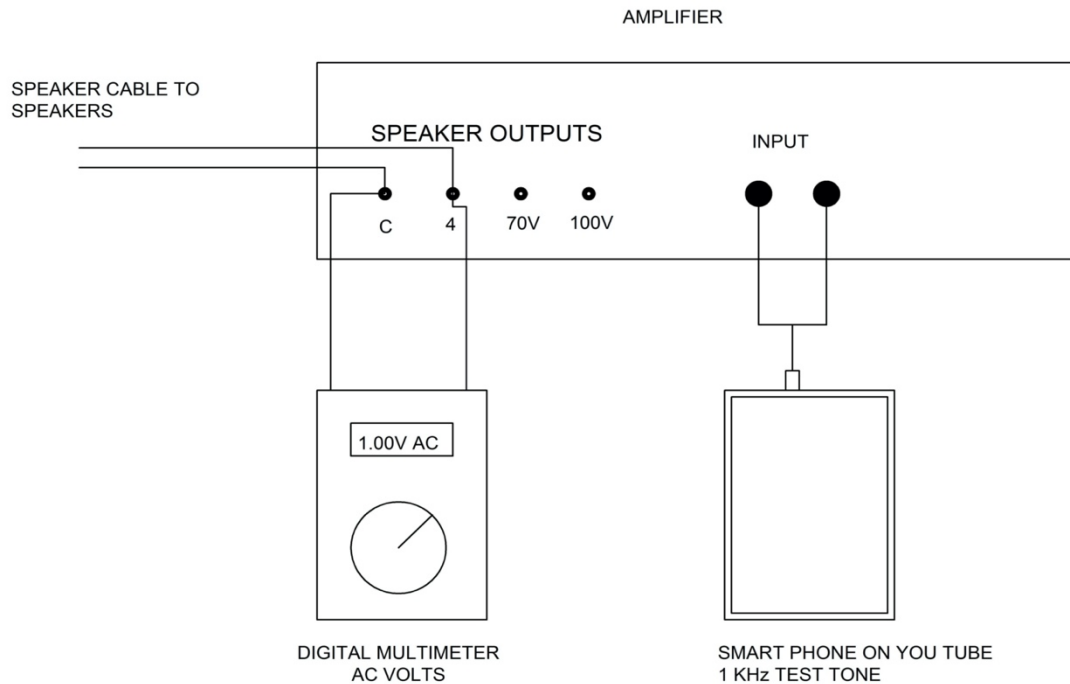 AMPLIFIER
SPEAKER CABLE TO
SPEAKERS
SPEAKER OUTPUTS
INPUT
C
4
70V
100V
1.00V AC
DIGITAL MULTIMETER
AC VOLTS
SMART PHONE ON YOU TUBE
1 KHz TEST TONE